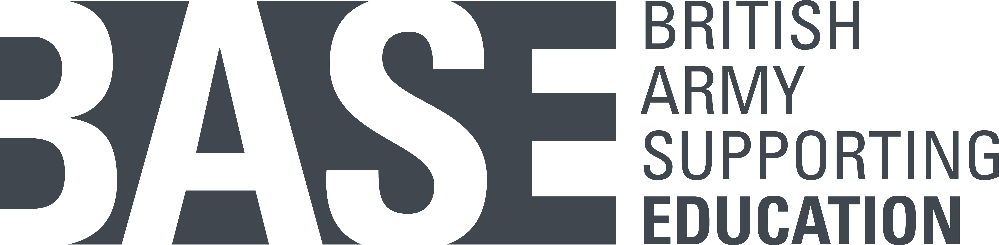 BASE
BRITISH
ARMY
SUPPORTING
EDUCATION